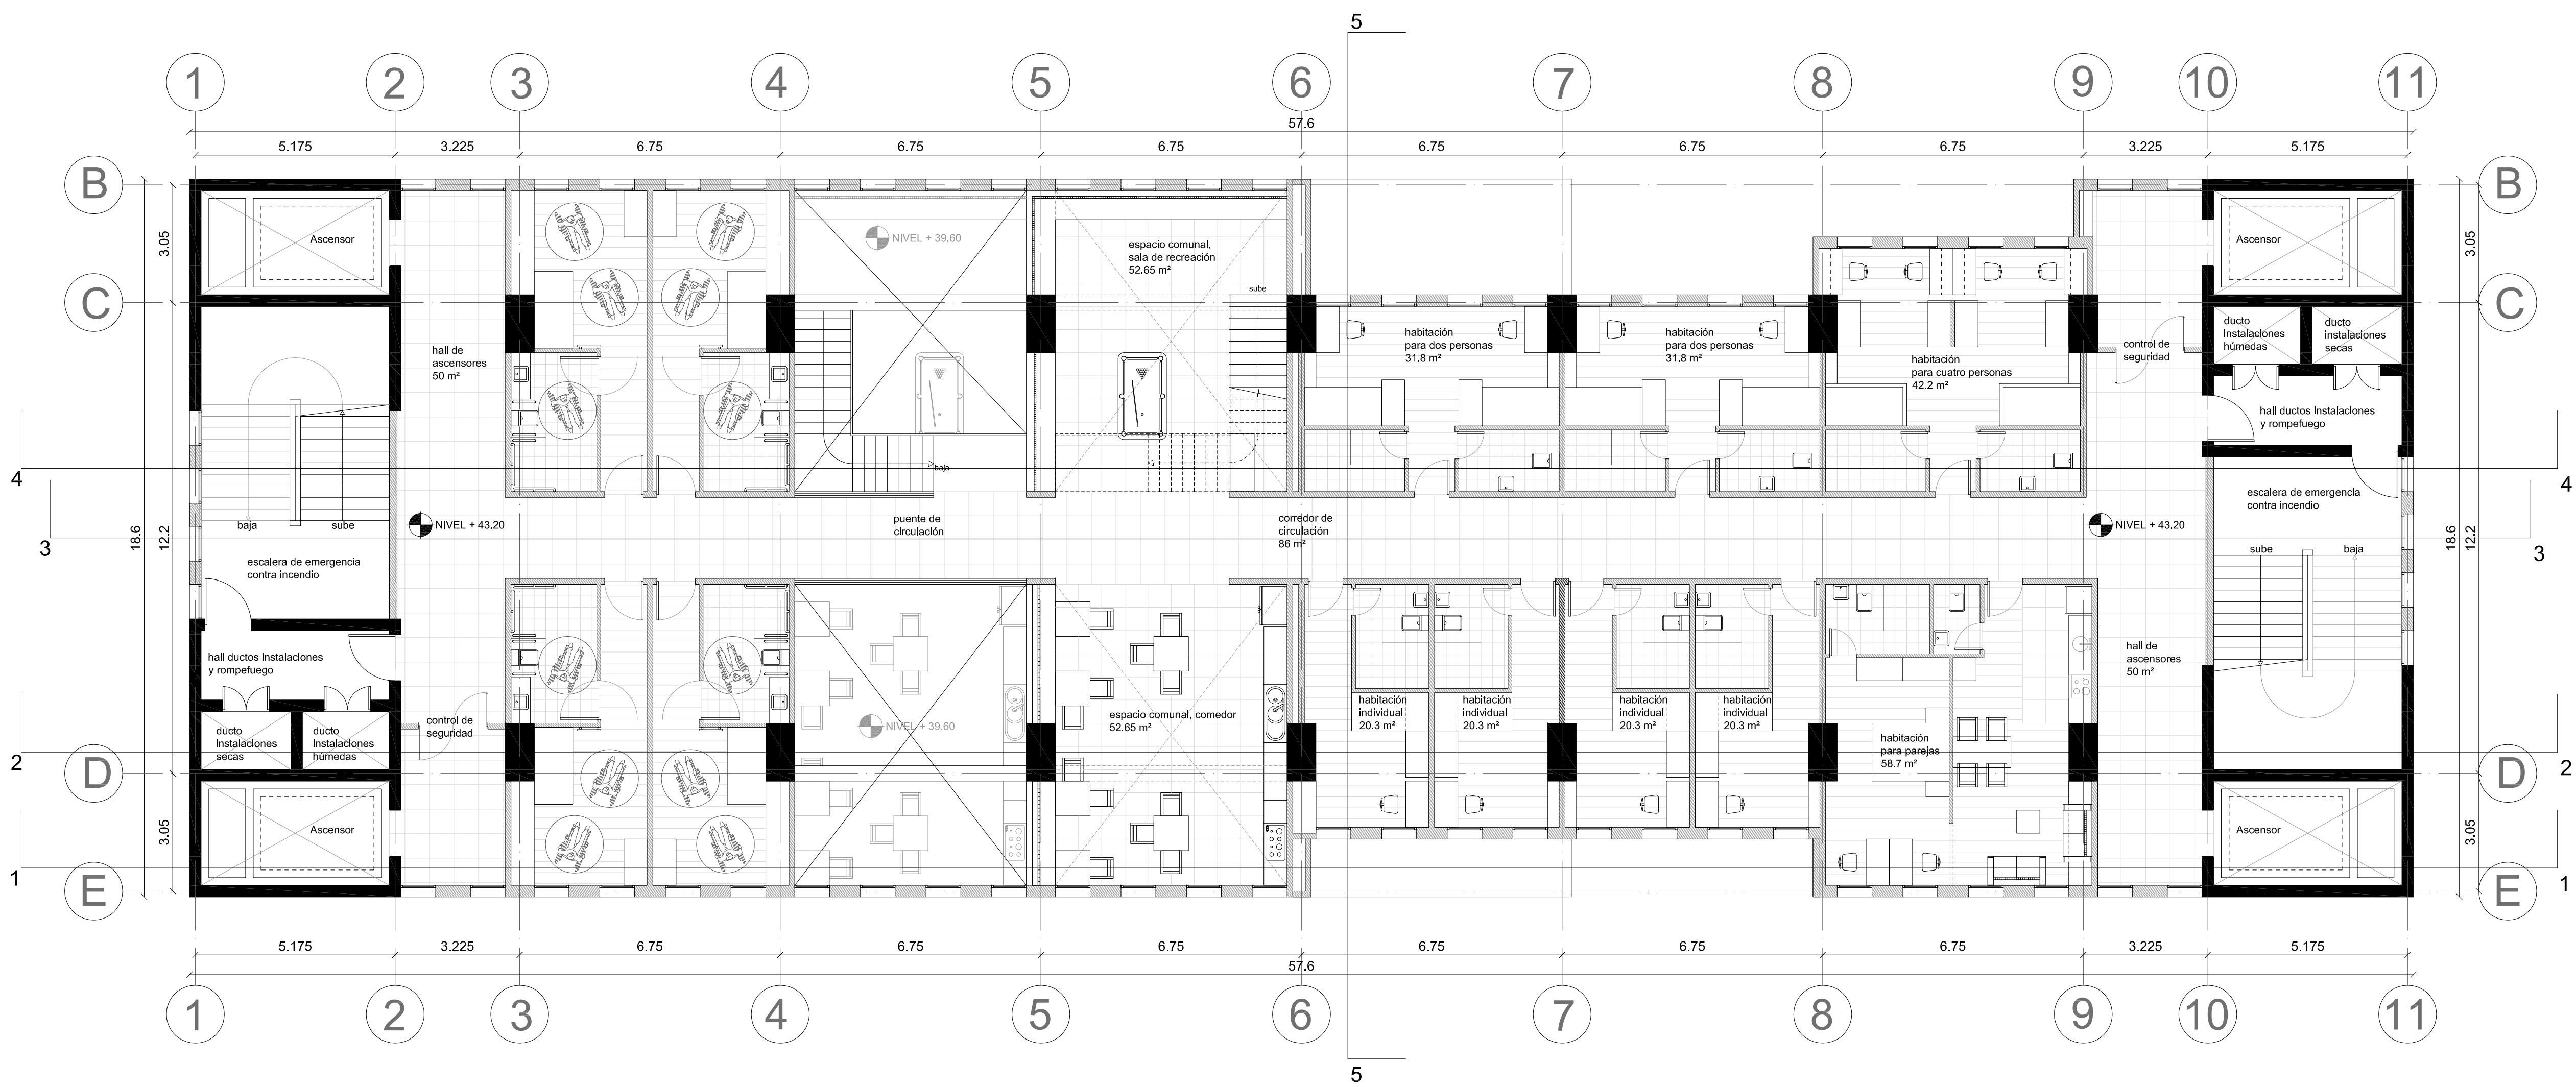 5
1 2 3 4 5 6 7 8 9 10 11
57.6
5.175 3.225 6.75 6.75 6.75 6.75 6.75 6.75 3.225 5.175
B B
3.05 3.05
Ascensor
NIVEL + 39.60
espacio comunal,
sala de recreación
52.65 m²
Ascensor
C C
sube
hall de
ascensores
50 m²
habitación
para dos personas
31.8 m²
habitación
para dos personas
31.8 m²
habitación
para cuatro personas
42.2 m²
control de
seguridad
ducto
instalaciones
húmedas
ducto
instalaciones
secas
hall ductos instalaciones
y rompefuego
baja
4 4
escalera de emergencia
contra incendio
baja sube
NIVEL + 43.20
puente de
circulación
corredor de
circulación
86 m²
NIVEL + 43.20
18.6 12.2
18.6 12.2
3 3
sube baja
escalera de emergencia
contra incendio
hall ductos instalaciones
y rompefuego
hall de
ascensores
50 m²
control de
seguridad
ducto
instalaciones
secas
ducto
instalaciones
húmedas
NIVEL + 39.60
espacio comunal, comedor
52.65 m²
habitación
individual
20.3 m²
habitación
individual
20.3 m²
habitación
individual
20.3 m²
habitación
individual
20.3 m²
habitación
para parejas
58.7 m²
2 2
D D
3.05 3.05
Ascensor
Ascensor
1 1
E E
5.175 3.225 6.75 6.75 6.75 6.75 6.75 6.75 3.225 5.175
57.6
1 2 3 4 5 6 7 8 9 10 11
5